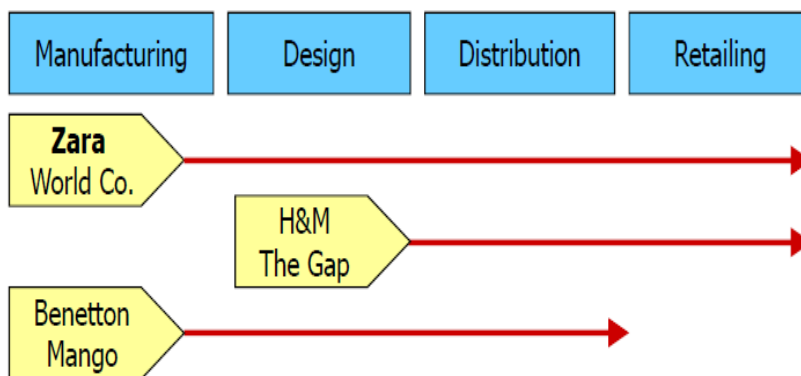 Manufacturing
Design
Distribution
Retailing
Zara
World Co.
H&M
The Gap
Benetton
Mango